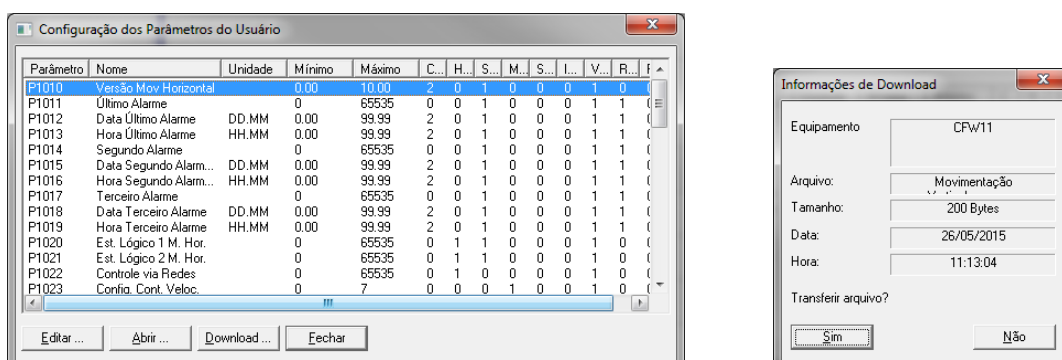 Configuração dos Parâmetros do Usuário
Parâmetro Nome Unidade Mínimo Máximo C... H... S... M... S... I... V... R...
P1010 Versão Mov Horizontal 0.00 10.00 2 0 1 0 0 0 1 0
P1011 Último Alarme 0 65535 0 0 1 0 0 0 1 1
P1012 Data Último Alarme DD.MM 0.00 99.99 2 0 1 0 0 0 1 1
P1013 Hora Último Alarme HH.MM 0.00 99.99 2 0 1 0 0 0 1 1
P1014 Segundo Alarme 0 65535 0 0 1 0 0 0 1 1
P1015 Data Segundo Alarm... DD.MM 0.00 99.99 2 0 1 0 0 0 1 1
P1016 Hora Segundo Alarm... HH.MM 0.00 99.99 2 0 1 0 0 0 1 1
P1017 Terceiro Alarme 0 65535 0 0 1 0 0 0 1 1
P1018 Data Terceiro Alarme DD.MM 0.00 99.99 2 0 1 0 0 0 1 1
P1019 Hora Terceiro Alarme HH.MM 0.00 99.99 2 0 1 0 0 0 1 1
P1020 Est. Lógico 1 M. Hor. 0 65535 0 1 1 0 0 0 1 0
P1021 Est. Lógico 2 M. Hor. 0 65535 0 1 1 0 0 0 1 0
P1022 Controle via Redes 0 65535 0 1 0 0 0 0 1 0
P1023 Config. Cont. Veloc. 0 7 0 0 0 1 0 0 1 0
Editar ... Abrir ... Download ... Fechar
Informações de Download
Equipamento CFW11
Arquivo: Movimentação
Tamanho: 200 Bytes
Data: 26/05/2015
Hora: 11:13:04
Transferir arquivo?
Sim Não